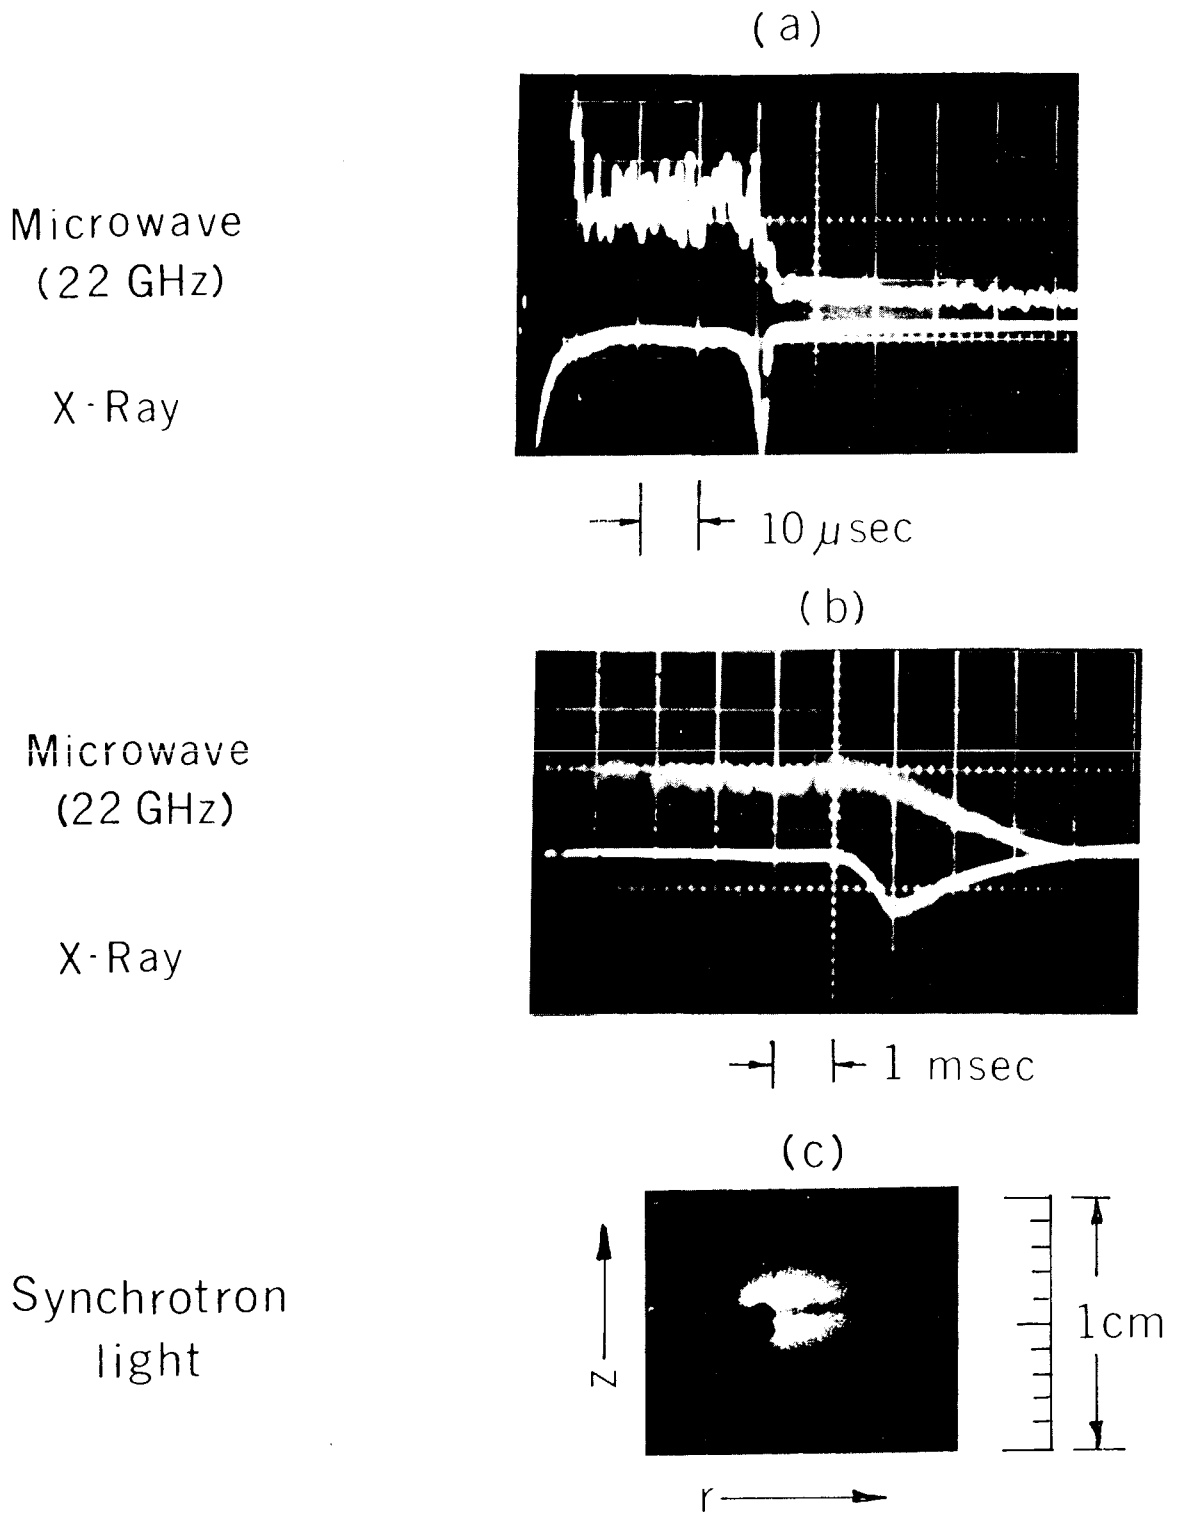 (a)
Microwave
(22 GHz)
X-Ray
10 μsec
(b)
Microwave
(22 GHz)
X-Ray
1 msec
(c)
Synchrotron
light
z
1cm
r